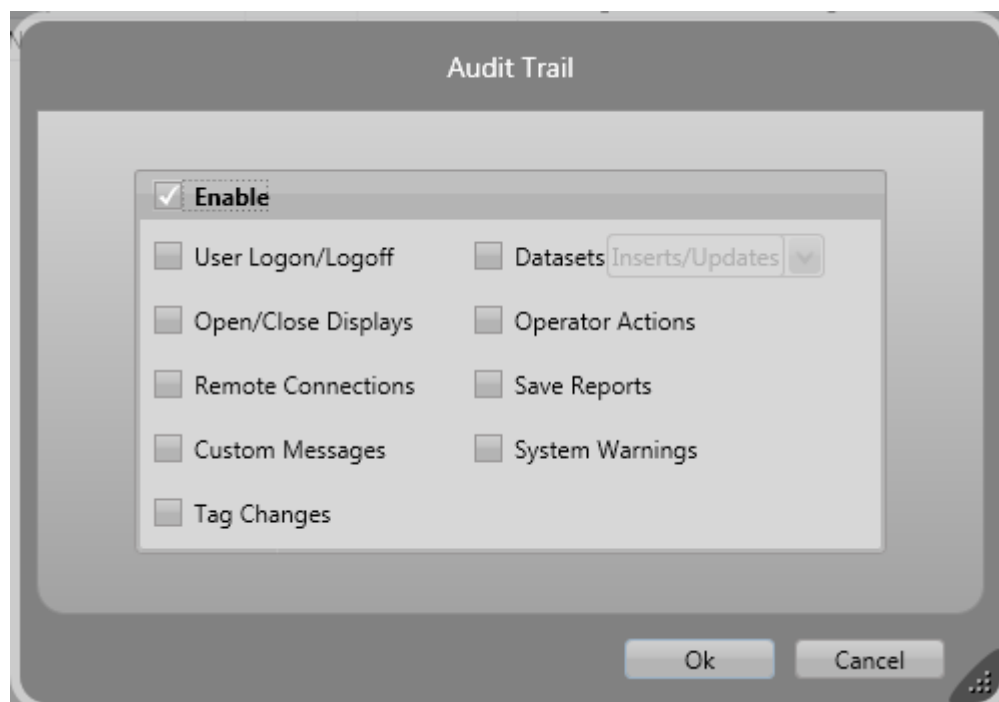 Audit Trail
Enable
User Logon/Logoff
Datasets Inserts/Updates
Open/Close Displays
Operator Actions
Remote Connections
Save Reports
Custom Messages
System Warnings
Tag Changes
Ok
Cancel